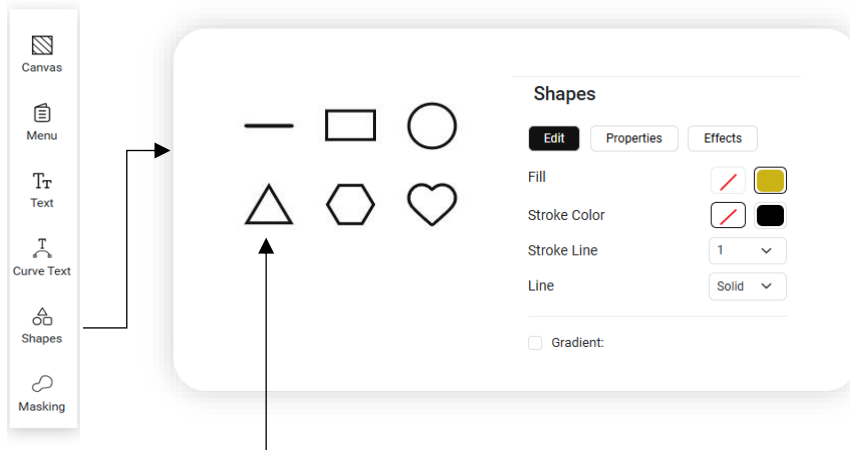 Canvas
Menu
Text
Curve Text
Shapes
Masking
Shapes
Edit Properties Effects
Fill
Stroke Color
Stroke Line 1
Line Solid
Gradient: